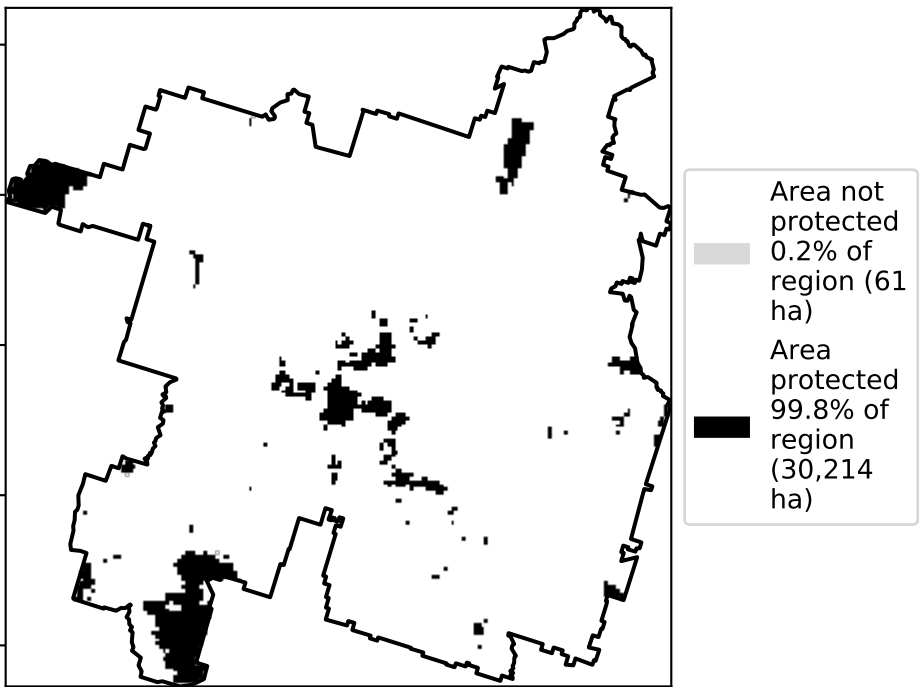 Area not
protected
0.2% of
region (61
ha)
Area
protected
99.8% of
region
(30,214
ha)